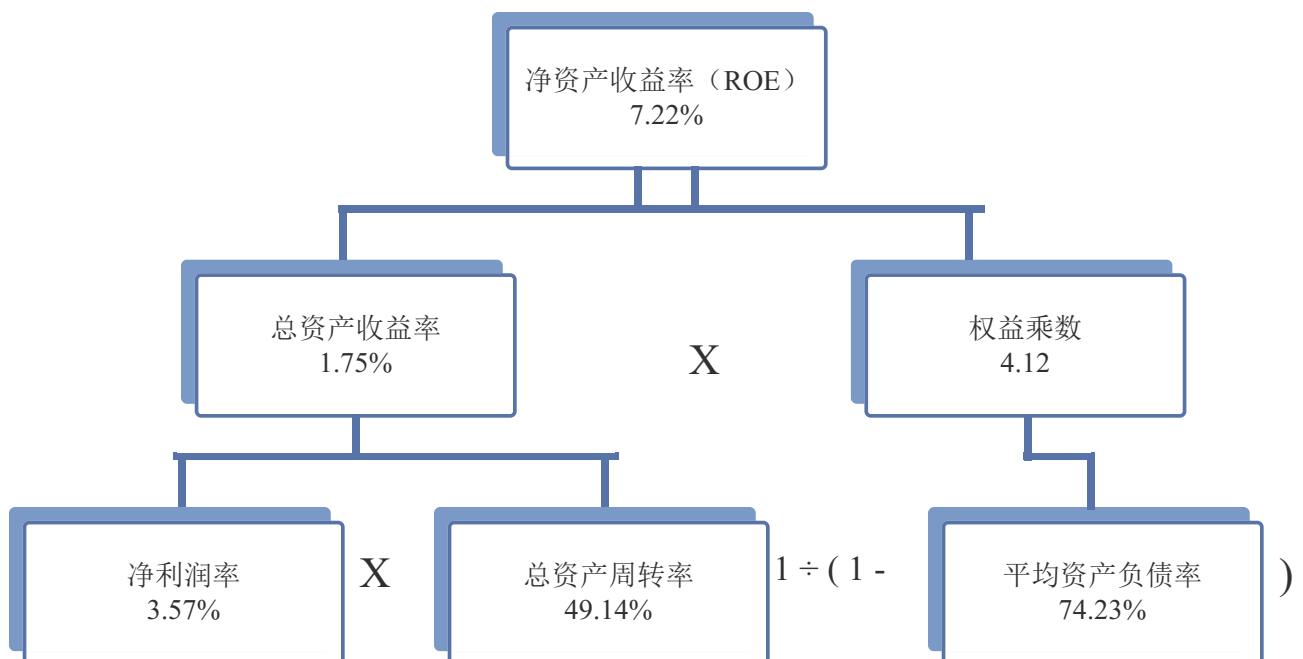 净资产收益率（ROE）
7.22%
总资产收益率
1.75%
X
权益乘数
4.12
净利润率
3.57%
X
总资产周转率
49.14%
1 ÷ ( 1 -
平均资产负债率
74.23%
)